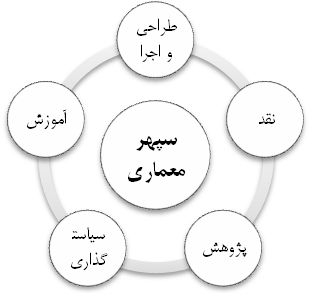 طراحی
و اجرا
نقد
آموزش
سپهر
معماری
پژوهش
سیاست
گذاری